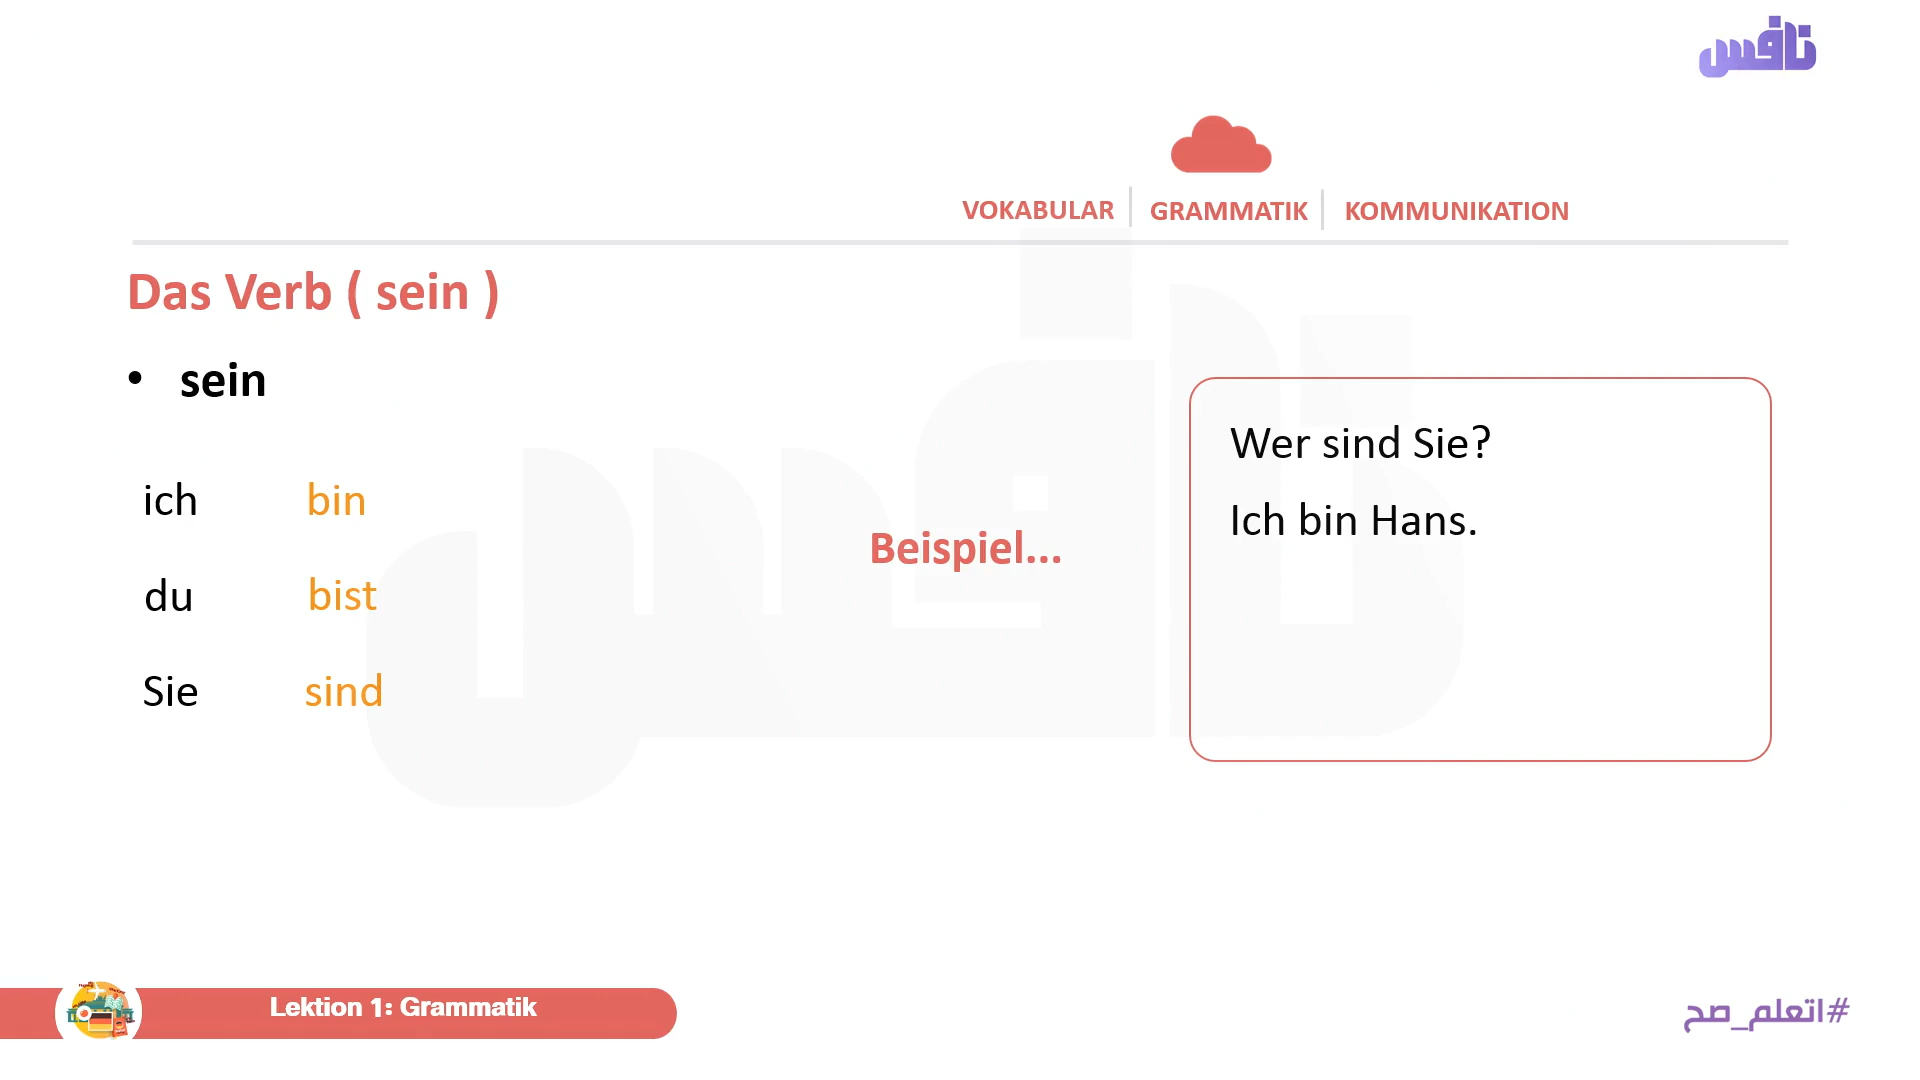 نافس
VOKABULAR
GRAMMATIK
KOMMUNIKATION
Das Verb ( sein )
• sein
ich bin
du bist
Sie sind
Beispiel...
Wer sind Sie?
Ich bin Hans.
Lektion 1: Grammatik
#اتعلم_صح